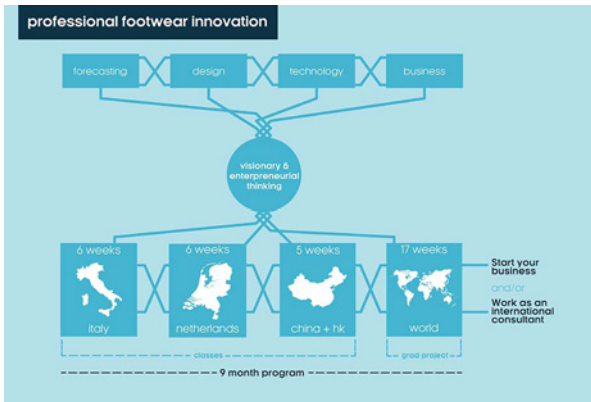 professional footwear innovation
forecasting
design
technology
business
visionary &
enterpreneurial
thinking
6 weeks
6 weeks
5 weeks
17 weeks
italy
netherlands
china + hk
world
Start your
business
and/or
Work as an
international
consultant
classes
grad project
9 month program